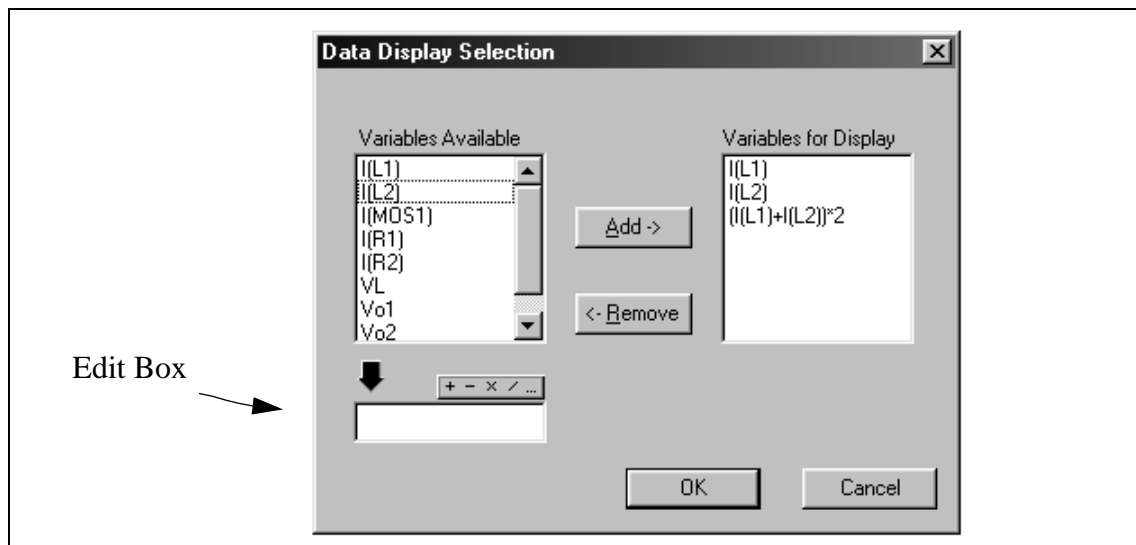 Data Display Selection
Variables Available
I(L1)
I(L2)
I(MOS1)
I(R1)
I(R2)
VL
Vo1
Vo2
Add ->
<- Remove
Variables for Display
I(L1)
I(L2)
(I(L1)+I(L2))*2
Edit Box
+ - × / ...
OK
Cancel